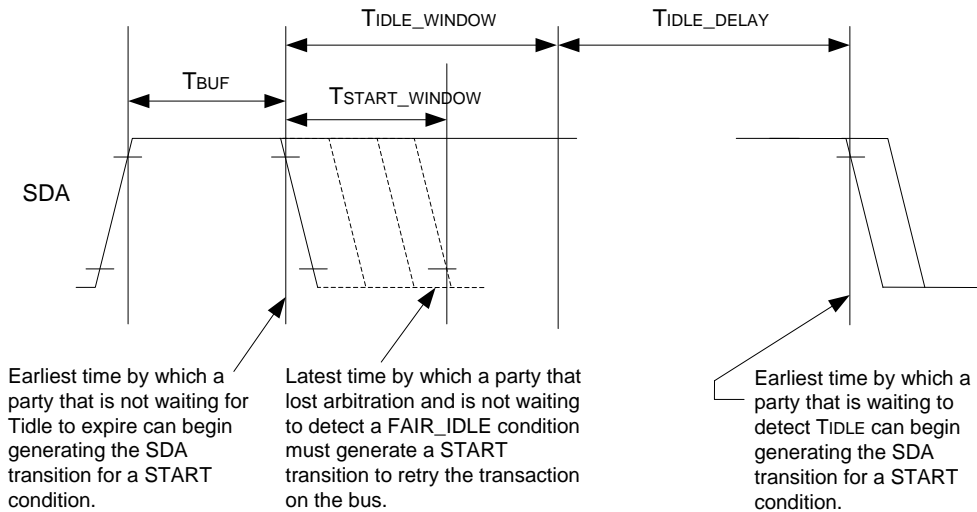 TIDLE_WINDOW
TIDLE_DELAY
TBUF
TSTART_WINDOW
SDA
Earliest time by which a
party that is not waiting for
Tidle to expire can begin
generating the SDA
transition for a START
condition.
Latest time by which a party that
lost arbitration and is not waiting
to detect a FAIR_IDLE condition
must generate a START
transition to retry the transaction
on the bus.
Earliest time by which a
party that is waiting to
detect TIDLE can begin
generating the SDA
transition for a START
condition.